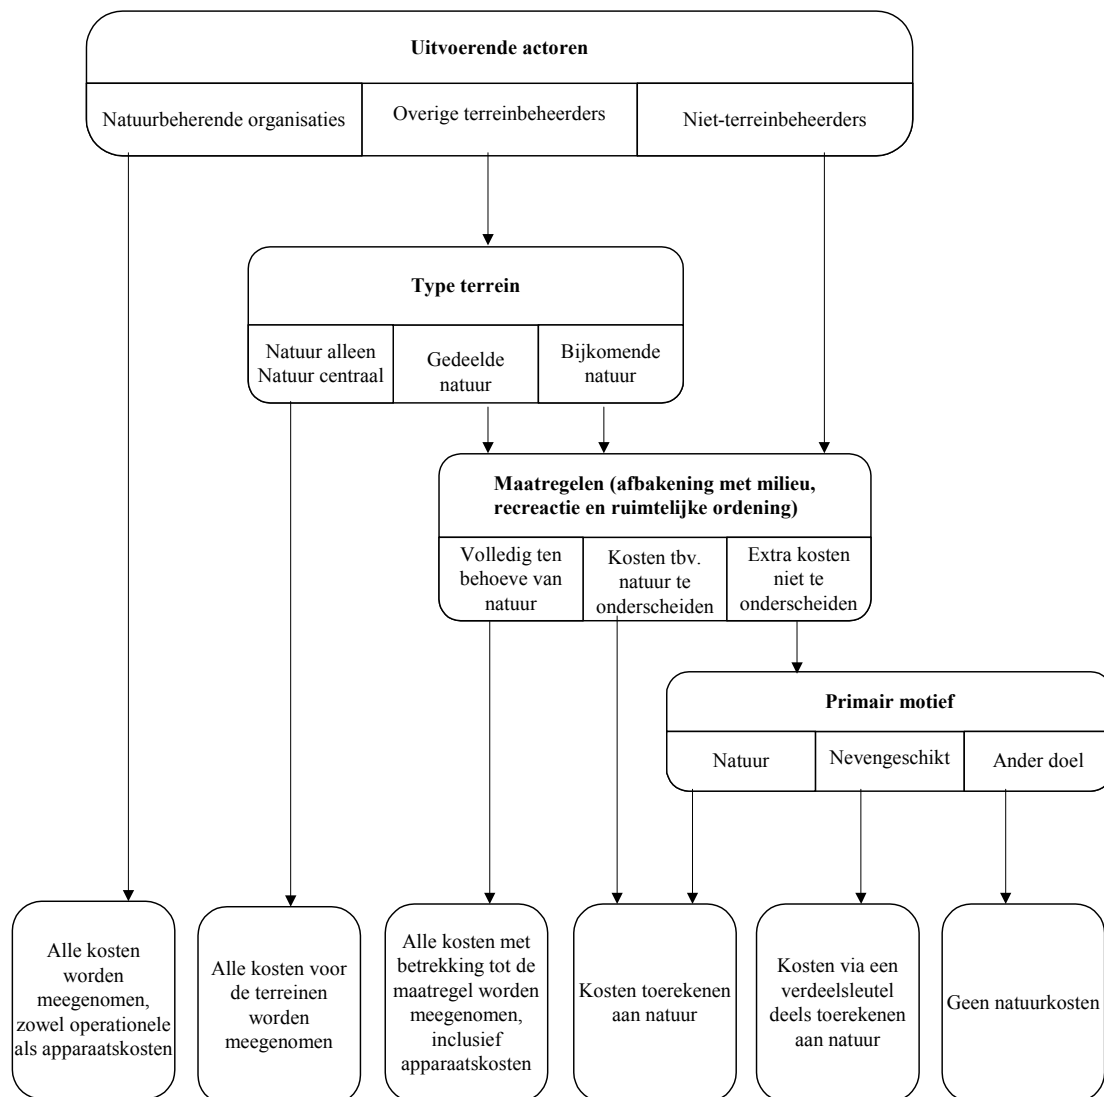 Uitvoerende actoren
Natuurbeherende organisaties
Overige terreinbeheerders
Niet-terreinbeheerders
Type terrein
Natuur alleen
Natuur centraal
Gedeelde
natuur
Bijkomende
natuur
Maatregelen (afbakening met milieu,
recreactie en ruimtelijke ordening)
Volledig ten
behoeve van
natuur
Kosten tbv.
natuur te
onderscheiden
Extra kosten
niet te
onderscheiden
Primair motief
Natuur
Nevengeschikt
Ander doel
Alle kosten
worden
meegenomen,
zowel operationele
als apparaatskosten
Alle kosten voor
de terreinen
worden
meegenomen
Alle kosten met
betrekking tot de
maatregel worden
meegenomen,
inclusief
apparaatskosten
Kosten toerekenen
aan natuur
Kosten via een
verdeelsleutel
deels toerekenen
aan natuur
Geen natuurkosten